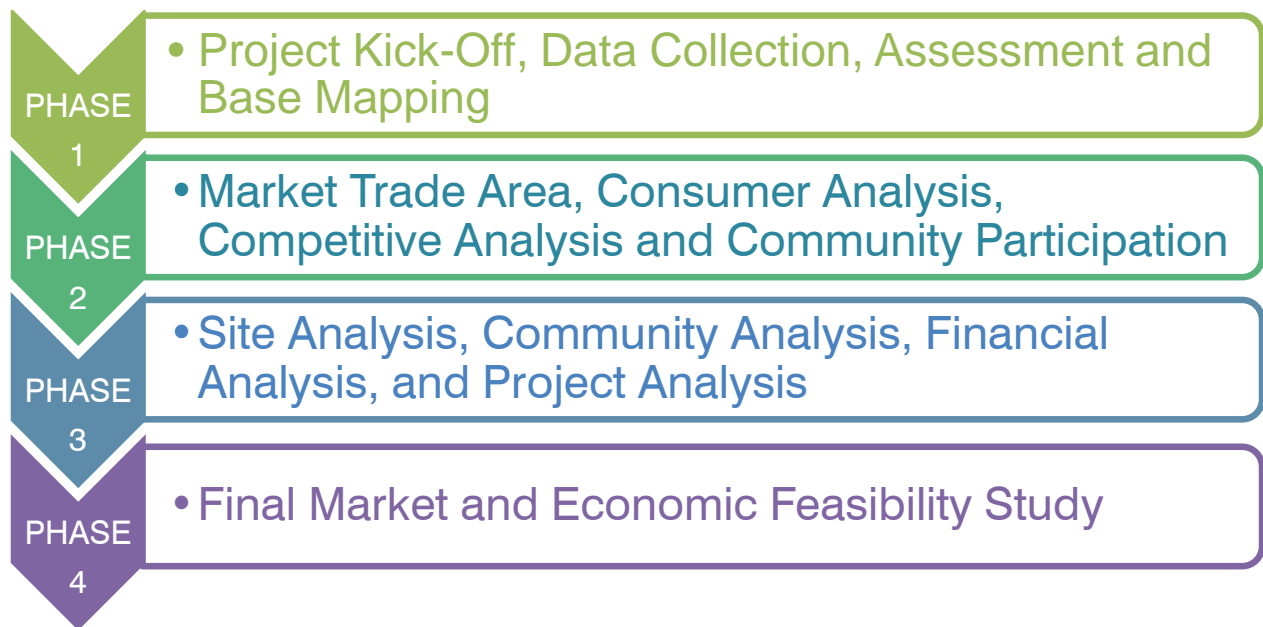 PHASE
1
• Project Kick-Off, Data Collection, Assessment and
Base Mapping
PHASE
2
• Market Trade Area, Consumer Analysis,
Competitive Analysis and Community Participation
PHASE
3
• Site Analysis, Community Analysis, Financial
Analysis, and Project Analysis
PHASE
4
• Final Market and Economic Feasibility Study